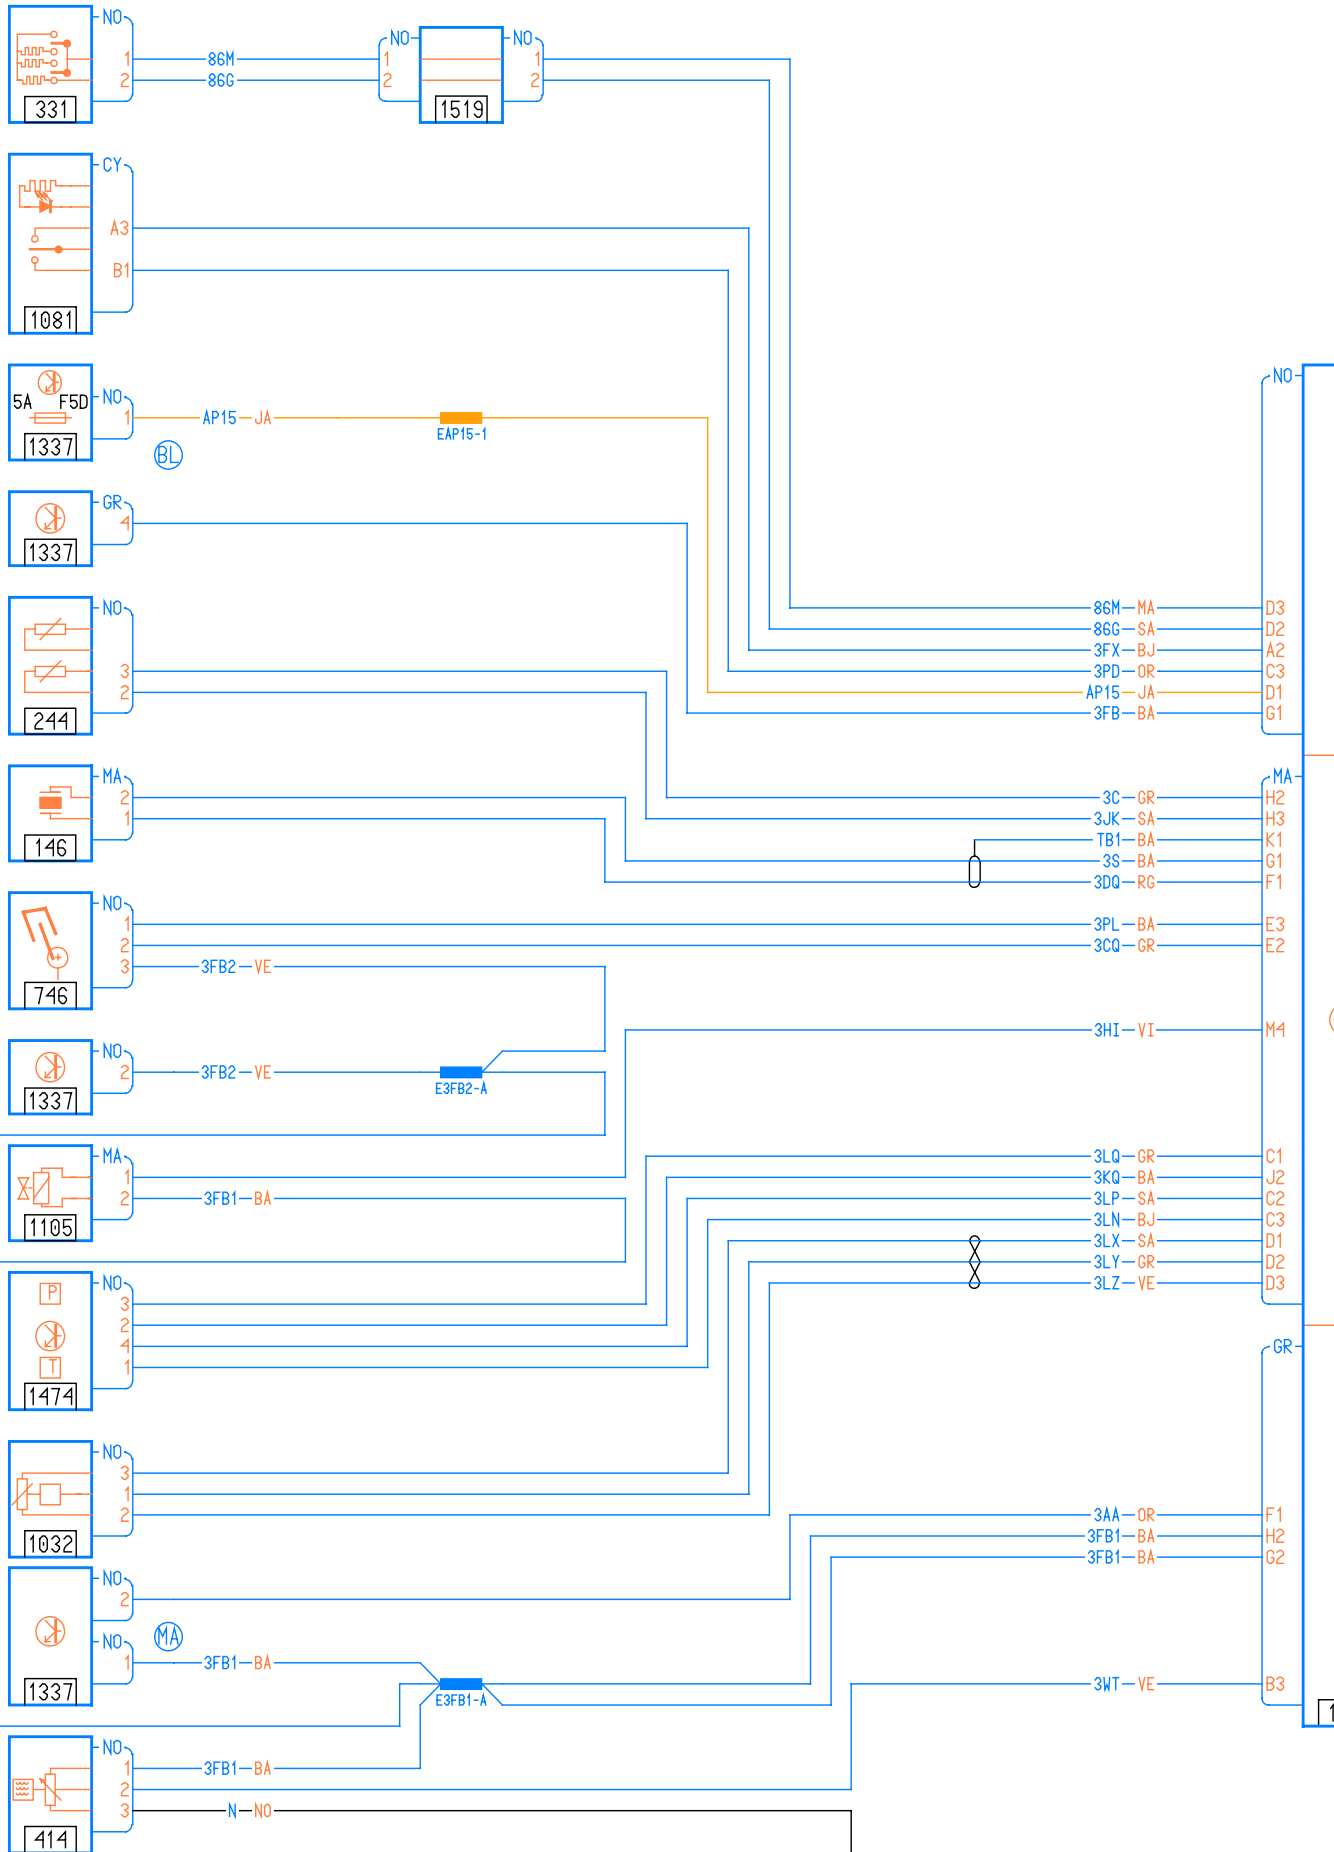 NO
1 86M 1
2 86G 2
331
NO NO
1519
1
2
CY
A3
B1
1081
5A F5D
NO
1 AP15 JA
EAP15-1
1337
BL
GR
4
1337
NO
3
2
244
MA
2
1
146
NO
1
2
3 3FB2 VE
746
NO
2 3FB2 VE
E3FB2-A
1337
MA
1
2 3FB1 BA
1105
P
T
NO
3
2
4
1
1474
NO
3
1
2
1032
NO
2
MA
NO
1 3FB1 BA
E3FB1-A
1337
NO
1 3FB1 BA
2
3 N NO
414
NO
86M MA D3
86G SA D2
3FX BJ A2
3PD OR C3
AP15 JA D1
3FB BA G1
MA
3C GR H2
3JK SA H3
TB1 BA K1
3S BA G1
3DQ RG F1
3PL BA E3
3CQ GR E2
3HI VI M4
3LQ GR C1
3KQ BA J2
3LP SA C2
3LN BJ C3
3LX SA D1
3LY GR D2
3LZ VE D3
GR
3AA OR F1
3FB1 BA H2
3FB1 BA G2
3WT VE B3